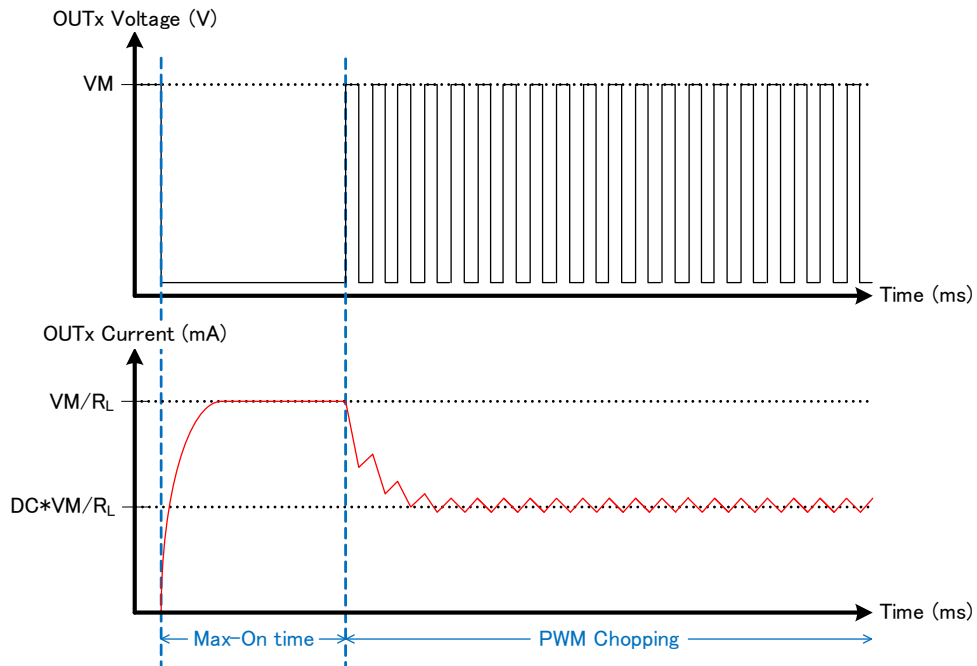 OUTx Voltage (V)
VM
Time (ms)
OUTx Current (mA)
VM/RL
DC*VM/RL
Time (ms)
Max-On time
PWM Chopping